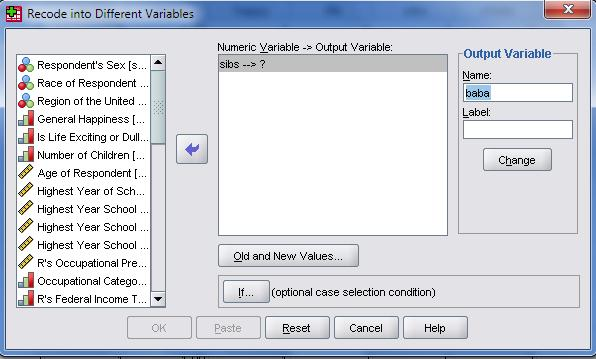 Recode into Different Variables
Respondent's Sex [s...
Race of Respondent ...
Region of the United ...
General Happiness [...
Is Life Exciting or Dull...
Number of Children [...
Age of Respondent [...
Highest Year of Sch...
Highest Year School ...
Highest Year School ...
Highest Year School ...
R's Occupational Pre...
Occupational Catego...
R's Federal Income T...
Numeric Variable -> Output Variable:
sibs --> ?
Output Variable
Name:
baba
Label:
Change
Old and New Values...
If... (optional case selection condition)
OK Paste Reset Cancel Help